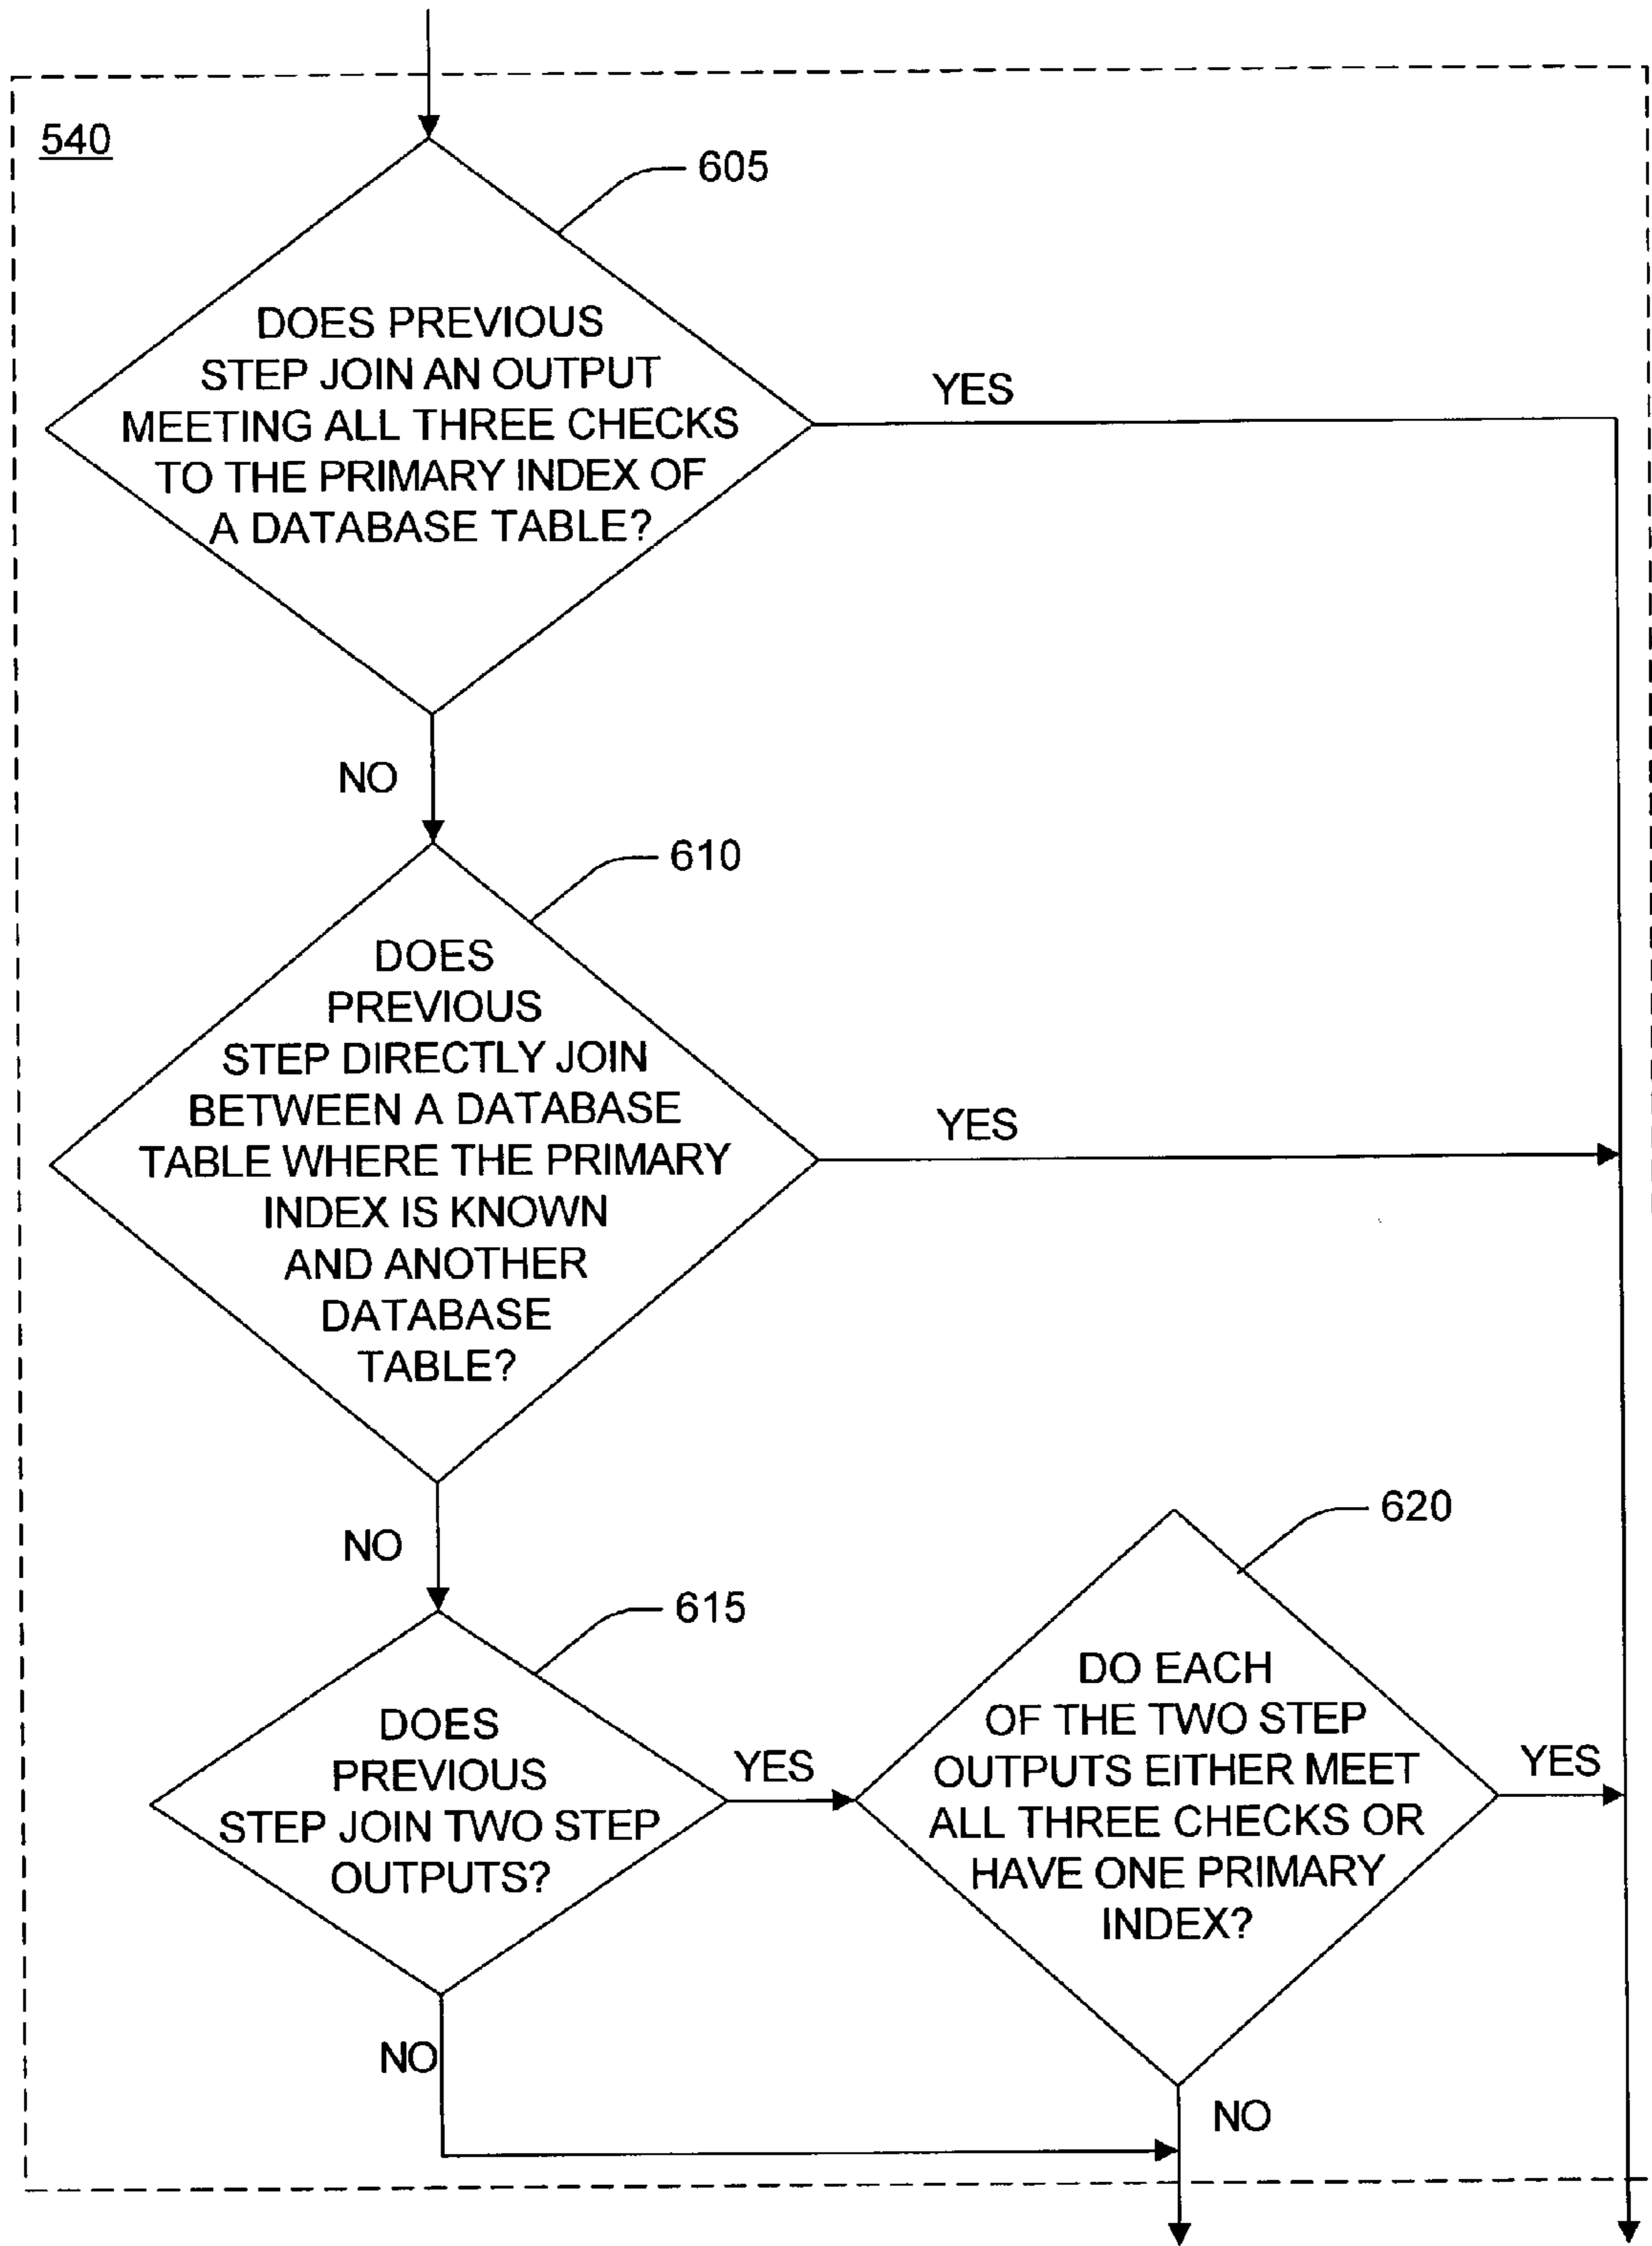 540
605
DOES PREVIOUS
STEP JOIN AN OUTPUT
MEETING ALL THREE CHECKS
TO THE PRIMARY INDEX OF
A DATABASE TABLE?
YES
NO
610
DOES
PREVIOUS
STEP DIRECTLY JOIN
BETWEEN A DATABASE
TABLE WHERE THE PRIMARY
INDEX IS KNOWN
AND ANOTHER
DATABASE
TABLE?
YES
NO
615
DOES
PREVIOUS
STEP JOIN TWO STEP
OUTPUTS?
YES
NO
620
DO EACH
OF THE TWO STEP
OUTPUTS EITHER MEET
ALL THREE CHECKS OR
HAVE ONE PRIMARY
INDEX?
YES
NO